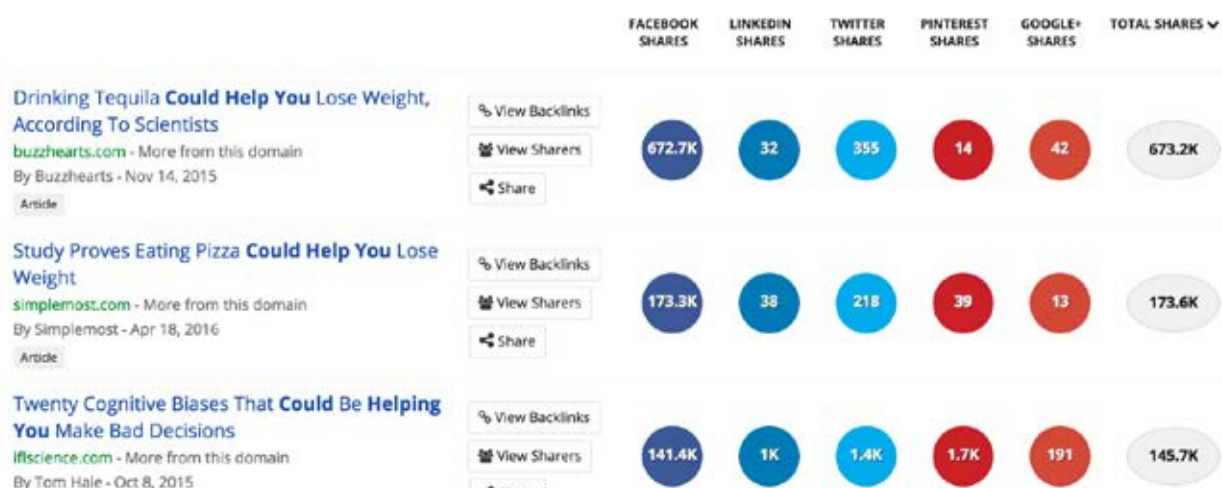 FACEBOOK SHARES LINKEDIN SHARES TWITTER SHARES PINTEREST SHARES GOOGLE+ SHARES TOTAL SHARES
Drinking Tequila Could Help You Lose Weight,
According To Scientists
buzzhearts.com - More from this domain
By Buzzhearts - Nov 14, 2015
Article
View Backlinks
View Sharers
Share
672.7K 32 355 14 42 673.2K
Study Proves Eating Pizza Could Help You Lose
Weight
simplemost.com - More from this domain
By Simplemost - Apr 18, 2016
Article
View Backlinks
View Sharers
Share
173.3K 38 218 39 13 173.6K
Twenty Cognitive Biases That Could Be Helping
You Make Bad Decisions
iflscience.com - More from this domain
By Tom Hale - Oct 8, 2015
View Backlinks
View Sharers
141.4K 1K 1.4K 1.7K 191 145.7K